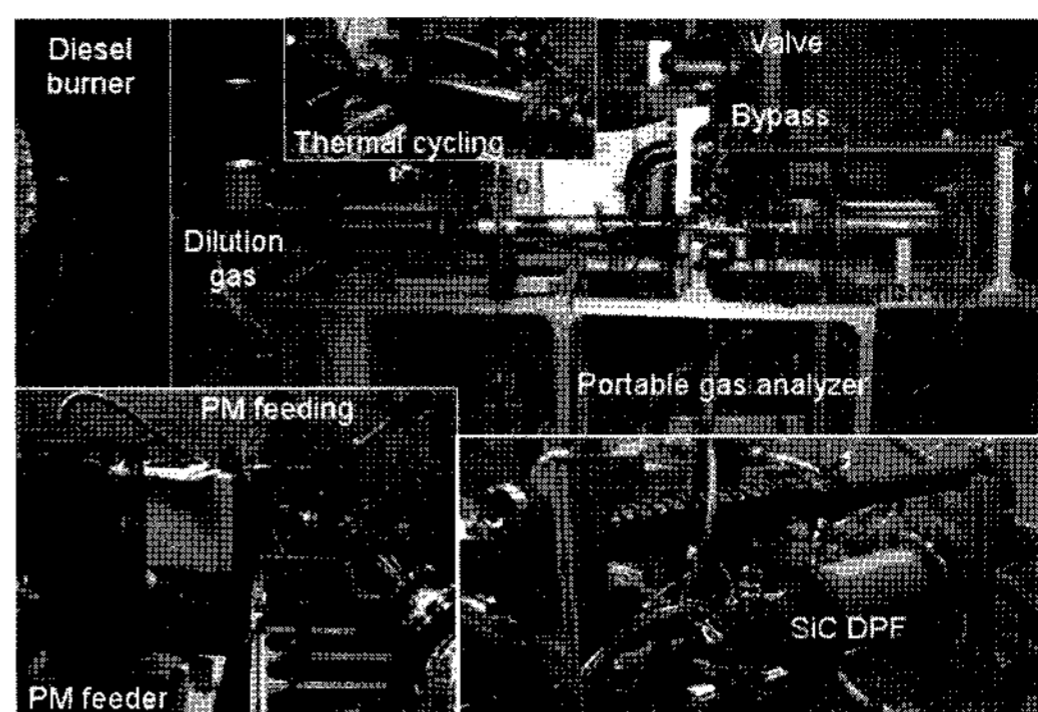 Diesel
burner
Valve
Bypass
Thermal cycling
Dilution
gas
Portable gas analyzer
PM feeding
SiC DPF
PM feeder